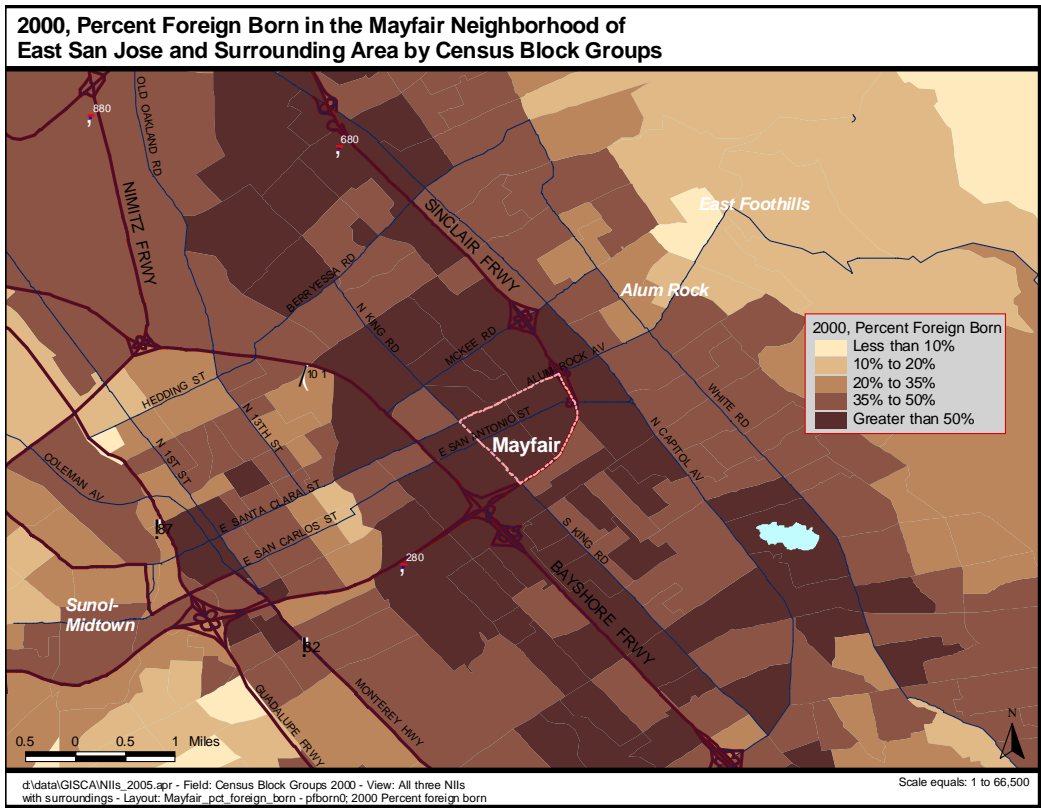 2000, Percent Foreign Born in the Mayfair Neighborhood of
East San Jose and Surrounding Area by Census Block Groups
880
OLD OAKLAND RD
680
NIMITZ FRWY
SINCLAIR FRWY
East Foothills
Alum Rock
BERRYESSA RD
N KING RD
MCKEE RD
ALUM ROCK AV
2000, Percent Foreign Born
Less than 10%
10% to 20%
20% to 35%
35% to 50%
Greater than 50%
HEDDING ST
10 1
N 13TH ST
N 1ST ST
COLEMAN AV
E SAN ANTONIO ST
Mayfair
WHITE RD
N CAPITOL AV
E SANTA CLARA ST
E SAN CARLOS ST
87
280
S KING RD
BAYSHORE FRWY
Sunol-
Midtown
82
GUADALUPE FRWY
MONTEREY HWY
0.5 0 0.5 1 Miles
N
d:\data\GISCA\NIIs_2005.apr - Field: Census Block Groups 2000 - View: All three NIIs
with surroundings - Layout: Mayfair_pct_foreign_born - pfborn0; 2000 Percent foreign born
Scale equals: 1 to 66,500